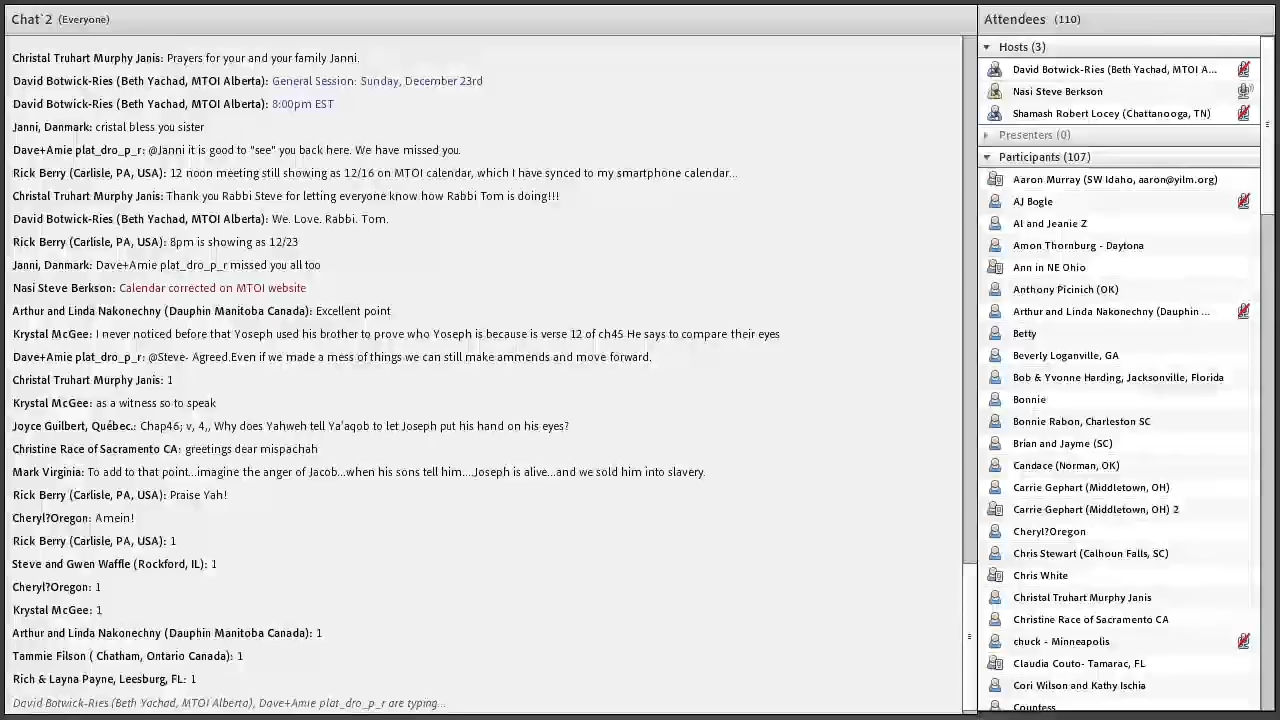 Chat`2 (Everyone)
Christal Truhart Murphy Janis: Prayers for your and your family Janni.
David Botwick-Ries (Beth Yachad, MTOI Alberta): General Session: Sunday, December 23rd
David Botwick-Ries (Beth Yachad, MTOI Alberta): 8:00pm EST
Janni, Danmark: cristal bless you sister
Dave+Amie plat_dro_p_r: @Janni it is good to "see" you back here. We have missed you.
Rick Berry (Carlisle, PA, USA): 12 noon meeting still showing as 12/16 on MTOI calendar, which I have synced to my smartphone calendar...
Christal Truhart Murphy Janis: Thank you Rabbi Steve for letting everyone know how Rabbi Tom is doing!!!
David Botwick-Ries (Beth Yachad, MTOI Alberta): We. Love. Rabbi. Tom.
Rick Berry (Carlisle, PA, USA): 8pm is showing as 12/23
Janni, Danmark: Dave+Amie plat_dro_p_r missed you all too
Nasi Steve Berkson: Calendar corrected on MTOI website
Arthur and Linda Nakonechny (Dauphin Manitoba Canada): Excellent point
Krystal McGee: I never noticed before that Yoseph used his brother to prove who Yoseph is because is verse 12 of ch45 He says to compare their eyes
Dave+Amie plat_dro_p_r: @Steve- Agreed.Even if we made a mess of things we can still make ammends and move forward.
Christal Truhart Murphy Janis: 1
Krystal McGee: as a witness so to speak
Joyce Guilbert, Québec.: Chap46; v, 4,, Why does Yahweh tell Ya'aqob to let Joseph put his hand on his eyes?
Christine Race of Sacramento CA: greetings dear mispachah
Mark Virginia: To add to that point...imagine the anger of Jacob...when his sons tell him....Joseph is alive...and we sold him into slavery.
Rick Berry (Carlisle, PA, USA): Praise Yah!
Cheryl?Oregon: Amein!
Rick Berry (Carlisle, PA, USA): 1
Steve and Gwen Waffle (Rockford, IL): 1
Cheryl?Oregon: 1
Krystal McGee: 1
Arthur and Linda Nakonechny (Dauphin Manitoba Canada): 1
Tammie Filson ( Chatham, Ontario Canada): 1
Rich & Layna Payne, Leesburg, FL: 1
David Botwick-Ries (Beth Yachad, MTOI Alberta), Dave+Amie plat_dro_p_r are typing...
Attendees (110)
Hosts (3)
David Botwick-Ries (Beth Yachad, MTOI A...
Nasi Steve Berkson
Shamash Robert Locey (Chattanooga, TN)
Presenters (0)
Participants (107)
Aaron Murray (SW Idaho, aaron@yilm.org)
AJ Bogle
Al and Jeanie Z
Amon Thornburg - Daytona
Ann in NE Ohio
Anthony Picinich (OK)
Arthur and Linda Nakonechny (Dauphin ...
Betty
Beverly Loganville, GA
Bob & Yvonne Harding, Jacksonville, Florida
Bonnie
Bonnie Rabon, Charleston SC
Brian and Jayme (SC)
Candace (Norman, OK)
Carrie Gephart (Middletown, OH)
Carrie Gephart (Middletown, OH) 2
Cheryl?Oregon
Chris Stewart (Calhoun Falls, SC)
Chris White
Christal Truhart Murphy Janis
Christine Race of Sacramento CA
chuck - Minneapolis
Claudia Couto- Tamarac, FL
Cori Wilson and Kathy Ischia
Countess